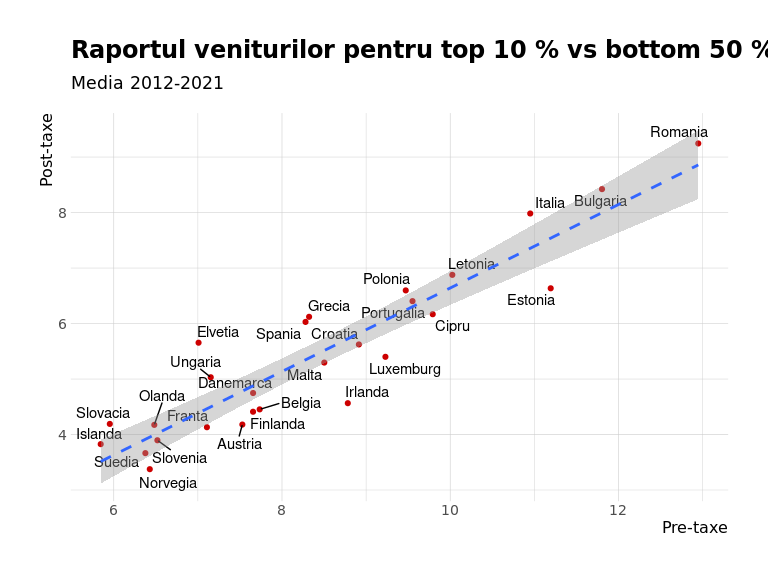 Raportul veniturilor pentru top 10 % vs bottom 50 %
Media 2012-2021
Post-taxe
Romania
8
Italia
Bulgaria
Letonia
Polonia
Estonia
Grecia
Portugalia
6
Elvetia
Spania
Croatia
Cipru
Ungaria
Luxemburg
Malta
Danemarca
Olanda
Irlanda
Belgia
Slovacia
Franta
Finlanda
4
Islanda
Austria
Suedia
Slovenia
Norvegia
6
8
10
12
Pre-taxe